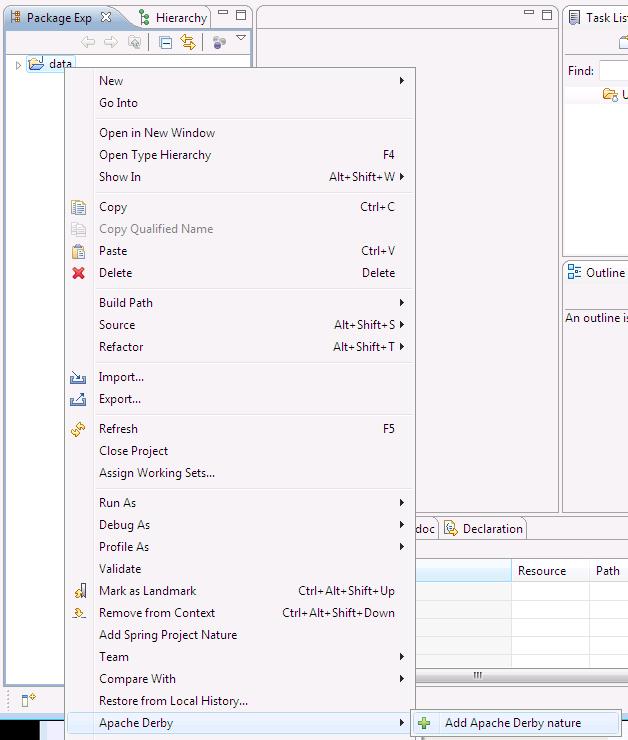 Package Exp
Hierarchy
Task Lis
data
Find:
New
Go Into
Open in New Window
Open Type Hierarchy F4
Show In Alt+Shift+W
Copy Ctrl+C
Copy Qualified Name
Paste Ctrl+V
Delete Delete
Outline
Build Path
Source Alt+Shift+S
An outline is
Refactor Alt+Shift+T
Import...
Export...
Refresh F5
Close Project
Assign Working Sets...
Run As
Debug As
doc Declaration
Profile As
Validate
Resource Path
Mark as Landmark Ctrl+Alt+Shift+Up
Remove from Context Ctrl+Alt+Shift+Down
Add Spring Project Nature
Team
Compare With
Restore from Local History...
Apache Derby
Add Apache Derby nature